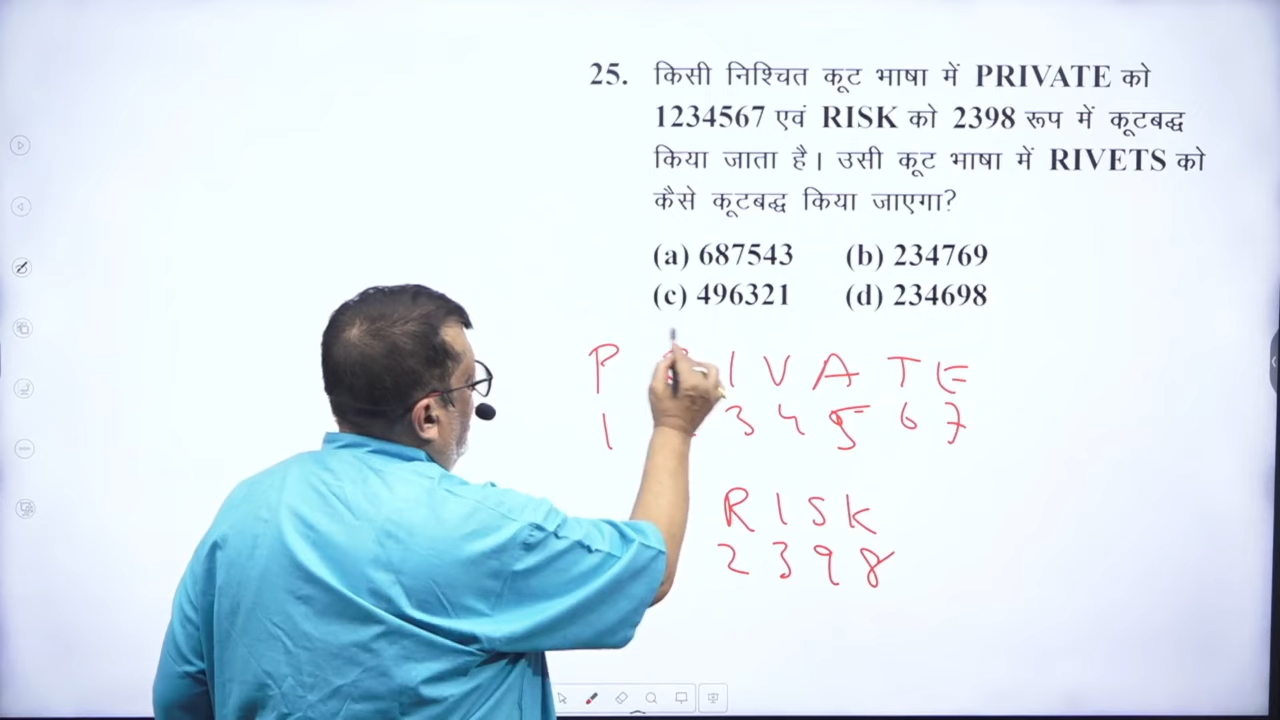 25. किसी निश्चित कूट भाषा में PRIVATE को
1234567 एवं RISK को 2398 रूप में कूटबद्ध
किया जाता है। उसी कूट भाषा में RIVETS को
कैसे कूटबद्ध किया जाएगा?
(a) 687543 (b) 234769
(c) 496321 (d) 234698
P I V A T E
1 3 4 5 6 7
R I S K
2 3 9 8